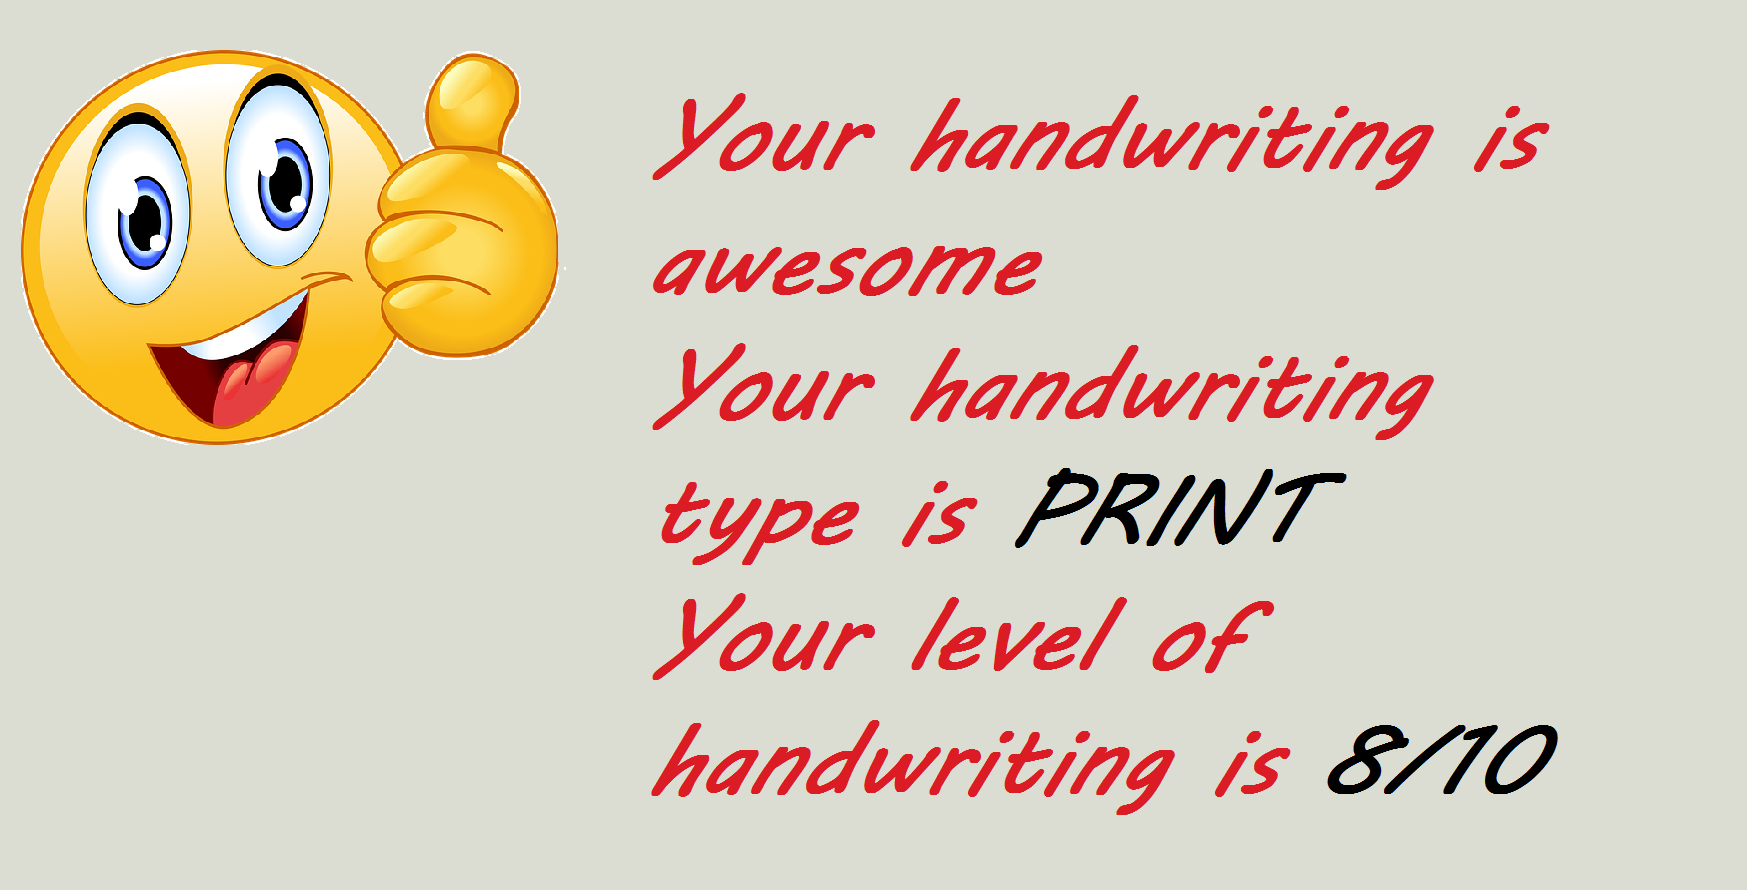 Your handwriting is
awesome
Your handwriting
type is PRINT
Your level of
handwriting is 8/10